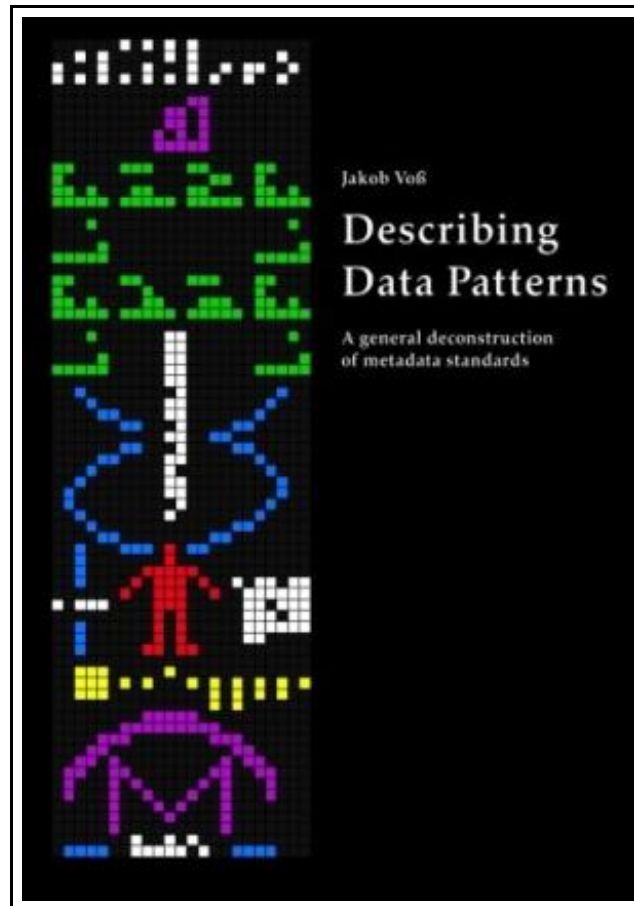 Jakob Voß
Describing
Data Patterns
A general deconstruction
of metadata standards